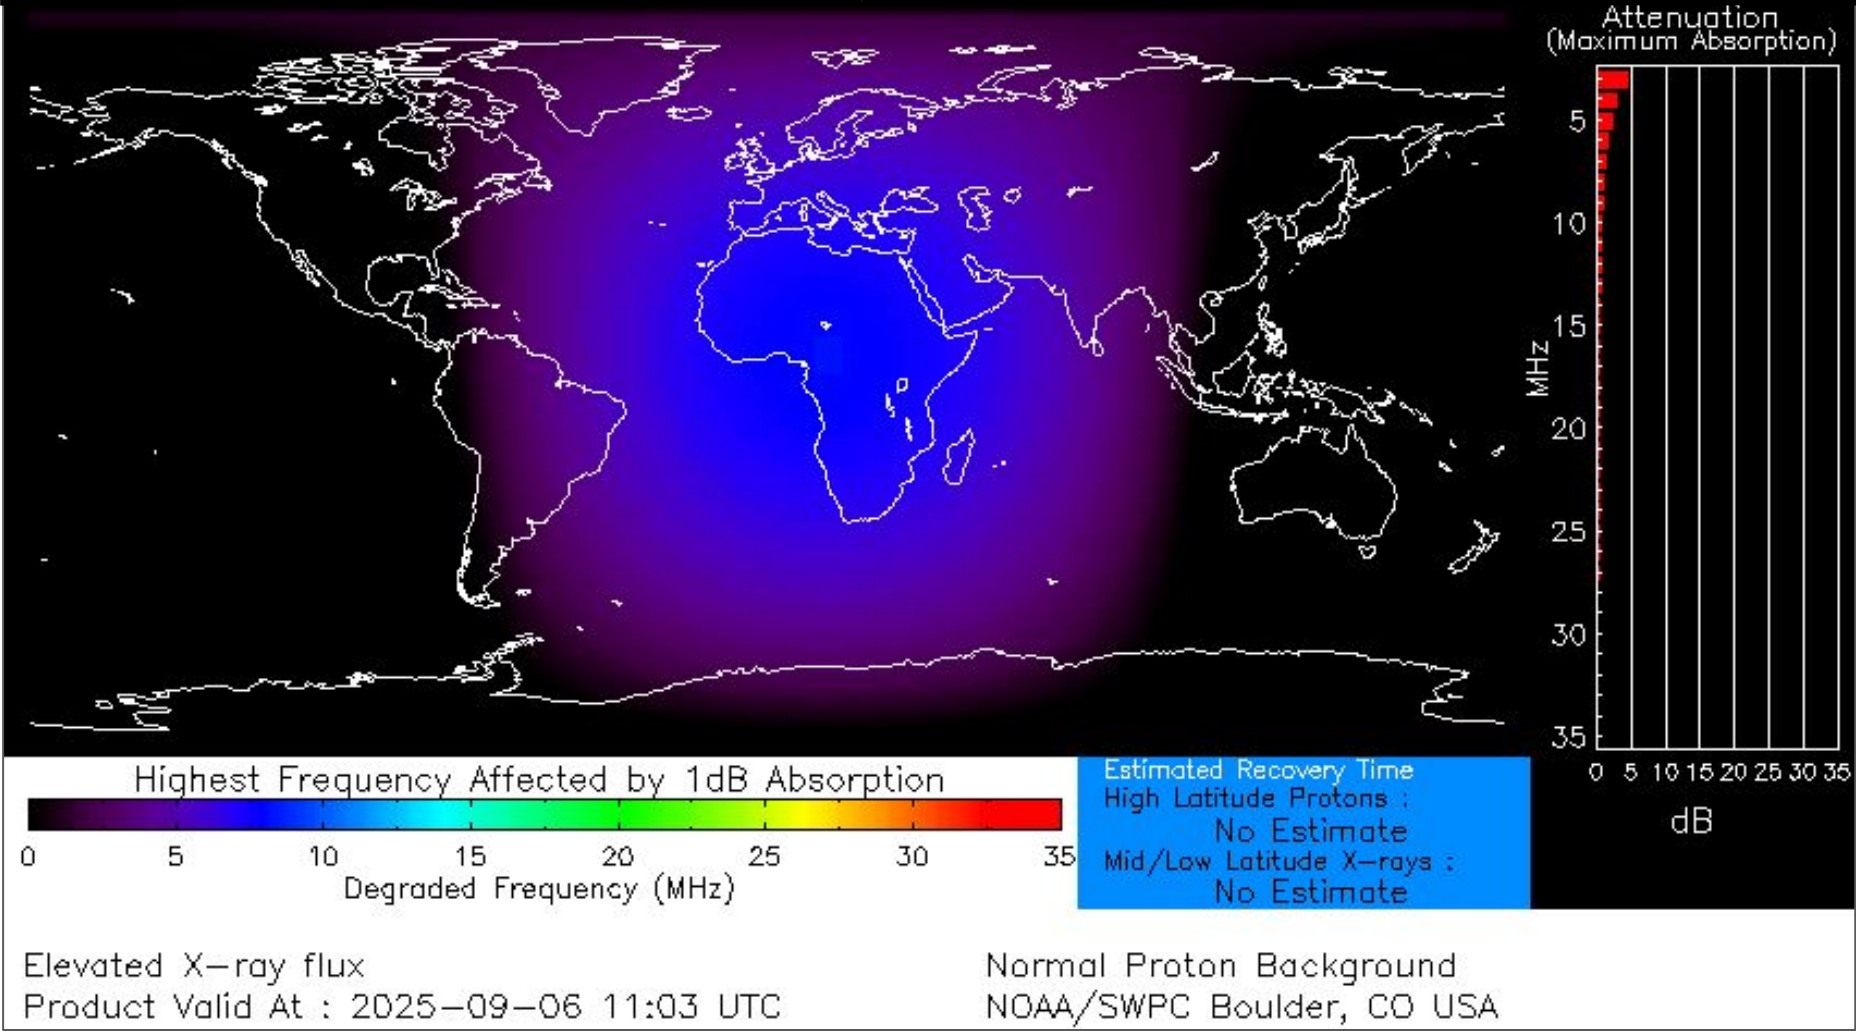 Attenuation
(Maximum Absorption)
5
10
15
20
25
30
35
MHz
0 5 10 15 20 25 30 35
dB
Highest Frequency Affected by 1dB Absorption
0 5 10 15 20 25 30 35
Degraded Frequency (MHz)
Estimated Recovery Time
High Latitude Protons :
No Estimate
Mid/Low Latitude X-rays :
No Estimate
Elevated X-ray flux
Product Valid At : 2025-09-06 11:03 UTC
Normal Proton Background
NOAA/SWPC Boulder, CO USA